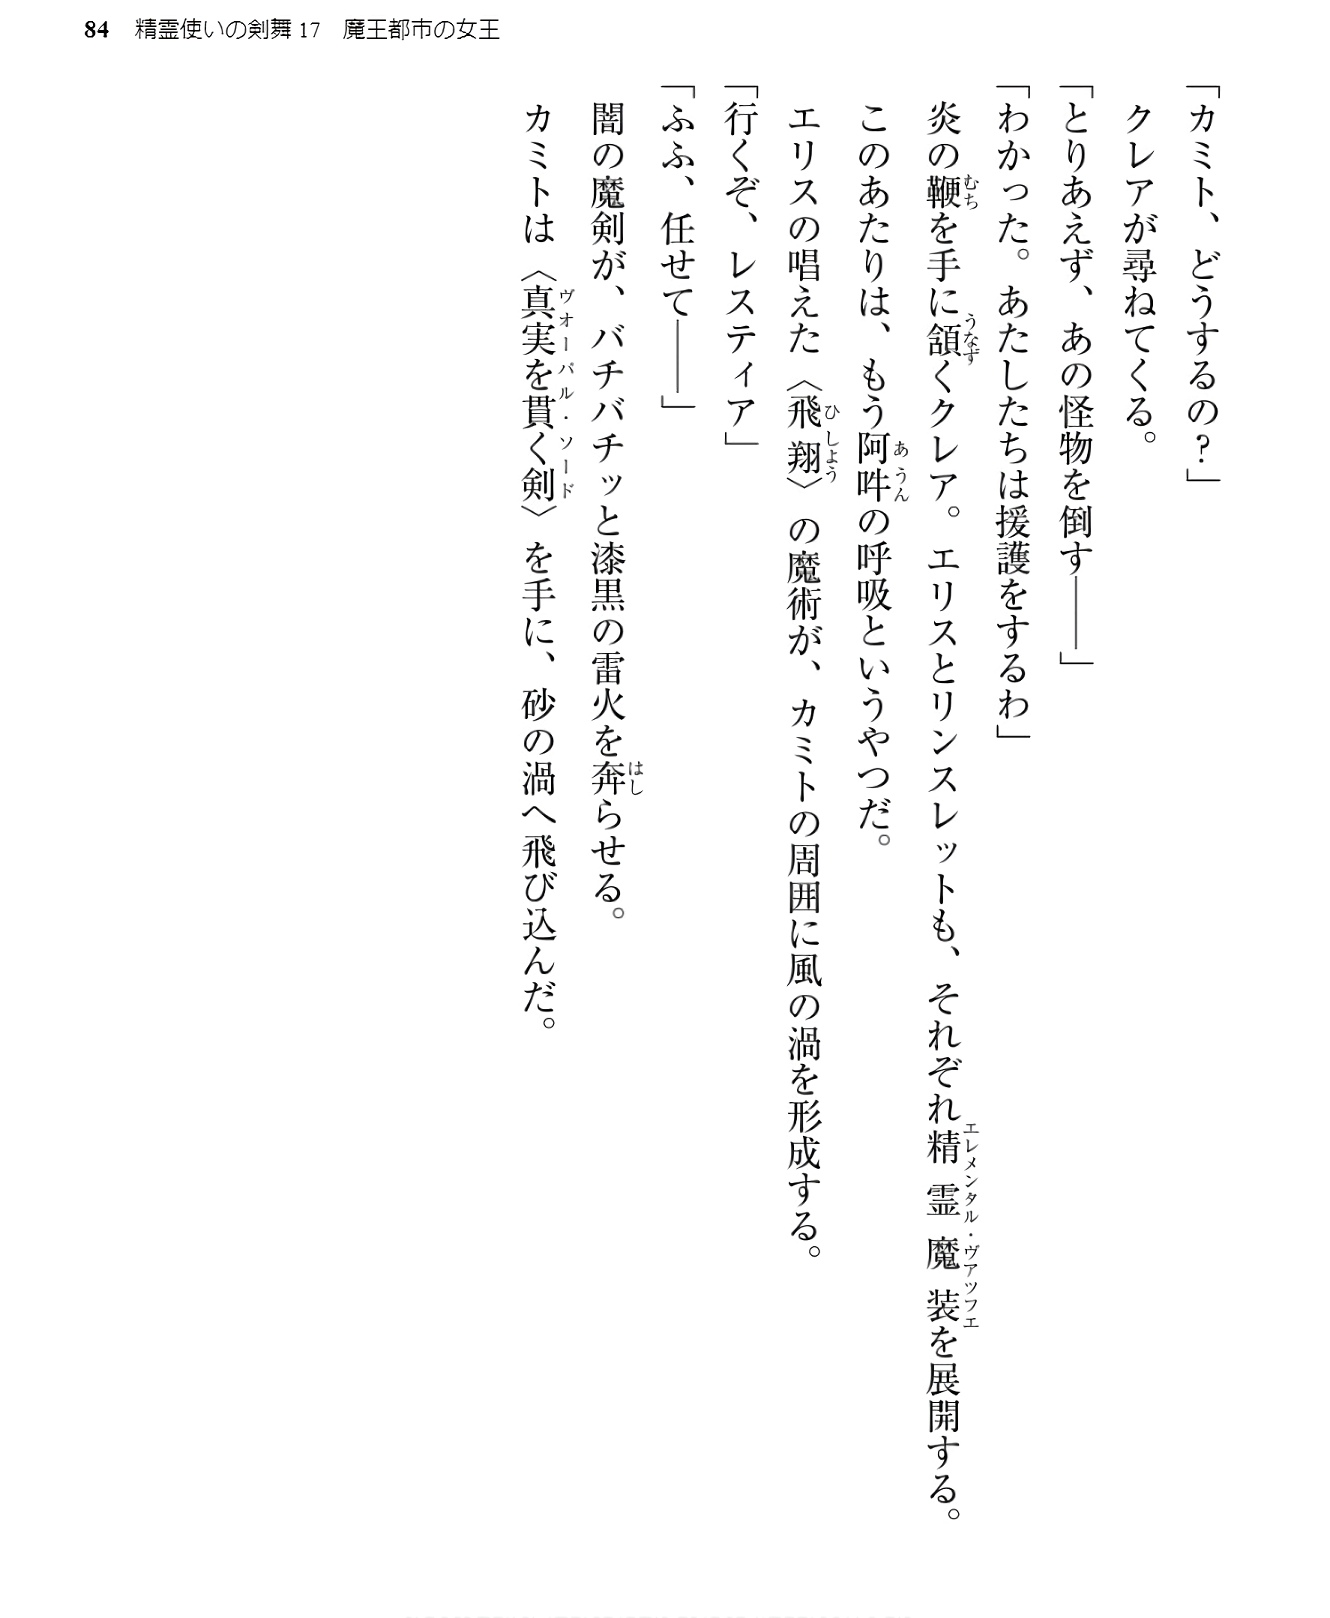 84 精霊使いの剣舞 17 魔王都市の女王
「カミト、どうするの?」
クレアが尋ねてくる。
「とりあえず、あの怪物を倒す――」
「わかった。あたしたちは援護をするわ」
炎の鞭を手に頷くクレア。エリスとリンスレットも、それぞれ精霊魔装を展開する。
このあたりは、もう阿吽の呼吸というやつだ。
エリスの唱えた〈飛翔〉の魔術が、カミトの周囲に風の渦を形成する。
「行くぞ、レスティア」
「ふふ、任せて――」
闇の魔剣が、バチバチッと漆黒の雷火を奔らせる。
カミトは〈真実を貫く剣〉を手に、砂の渦へ飛び込んだ。
むち
うなず
エレメンタル・ヴァッフェ
あうん
ひしょう
はし
ヴォーパル・ソード